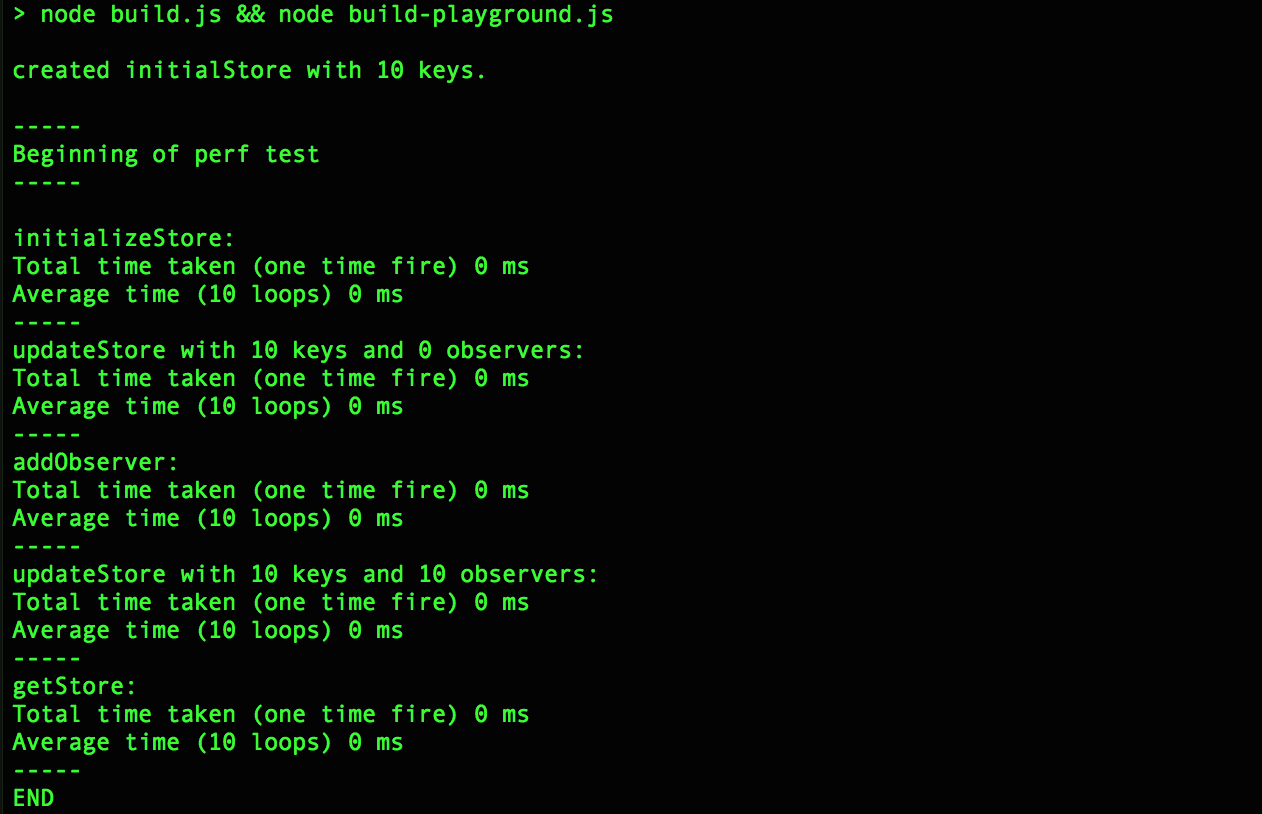 > node build.js && node build-playground.js
created initialStore with 10 keys.
-----
Beginning of perf test
-----
initializeStore:
Total time taken (one time fire) 0 ms
Average time (10 loops) 0 ms
-----
updateStore with 10 keys and 0 observers:
Total time taken (one time fire) 0 ms
Average time (10 loops) 0 ms
-----
addObserver:
Total time taken (one time fire) 0 ms
Average time (10 loops) 0 ms
-----
updateStore with 10 keys and 10 observers:
Total time taken (one time fire) 0 ms
Average time (10 loops) 0 ms
-----
getStore:
Total time taken (one time fire) 0 ms
Average time (10 loops) 0 ms
-----
END